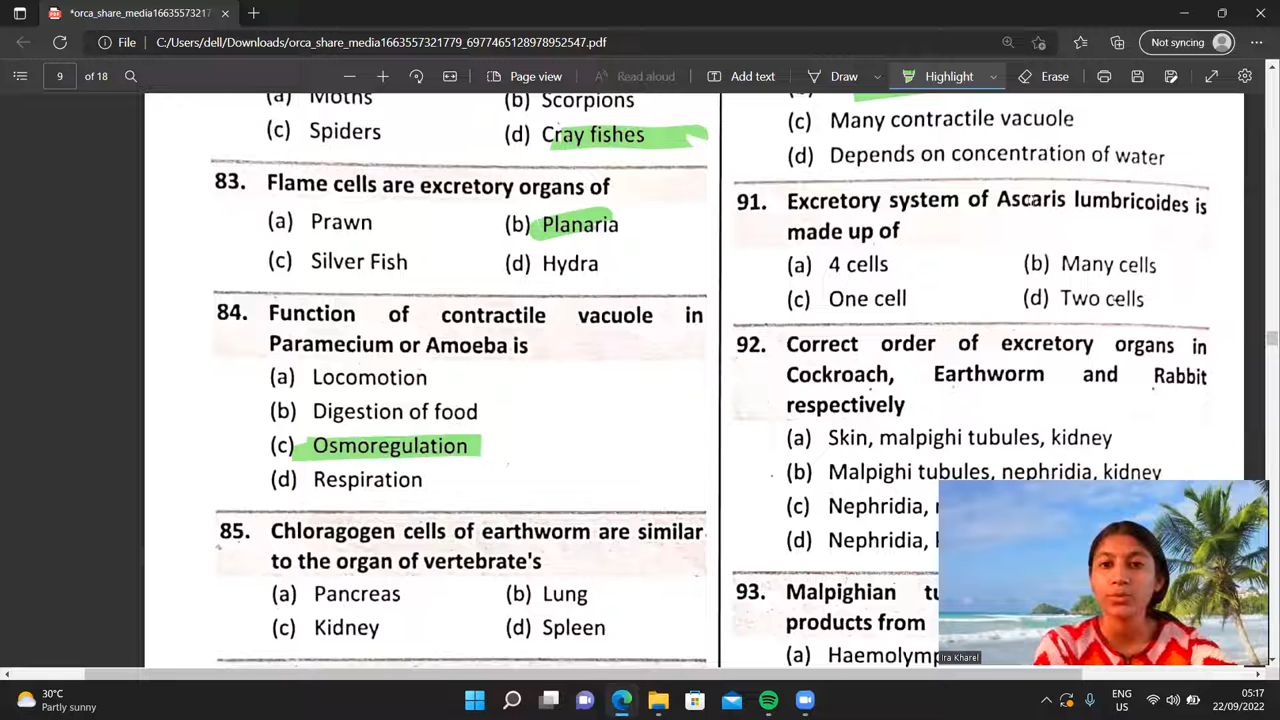 *orca_share_media1663557321
File
C:/Users/dell/Downloads/orca_share_media1663557321779_6977465128978952547.pdf
Not syncing
9 of 18
Page view
Read aloud
Add text
Draw
Highlight
Erase
(a) Moths
(b) Scorpions
(c) Spiders
(d) Cray fishes
83. Flame cells are excretory organs of
(a) Prawn
(b) Planaria
(c) Silver Fish
(d) Hydra
84. Function of contractile vacuole in
Paramecium or Amoeba is
(a) Locomotion
(b) Digestion of food
(c) Osmoregulation
(d) Respiration
85. Chloragogen cells of earthworm are similar
to the organ of vertebrate's
(a) Pancreas
(b) Lung
(c) Kidney
(d) Spleen
(c) Many contractile vacuole
(d) Depends on concentration of water
91. Excretory system of Ascaris lumbricoides is
made up of
(a) 4 cells
(b) Many cells
(c) One cell
(d) Two cells
92. Correct order of excretory organs in
Cockroach, Earthworm and Rabbit
respectively
(a) Skin, malpighi tubules, kidney
(b) Malpighi tubules, nephridia, kidney
(c) Nephridia,
(d) Nephridia,
93. Malpighian
products from
(a) Haemolymp
Ira Kharel
30°C
Partly sunny
ENG
US
05:17
22/09/2022